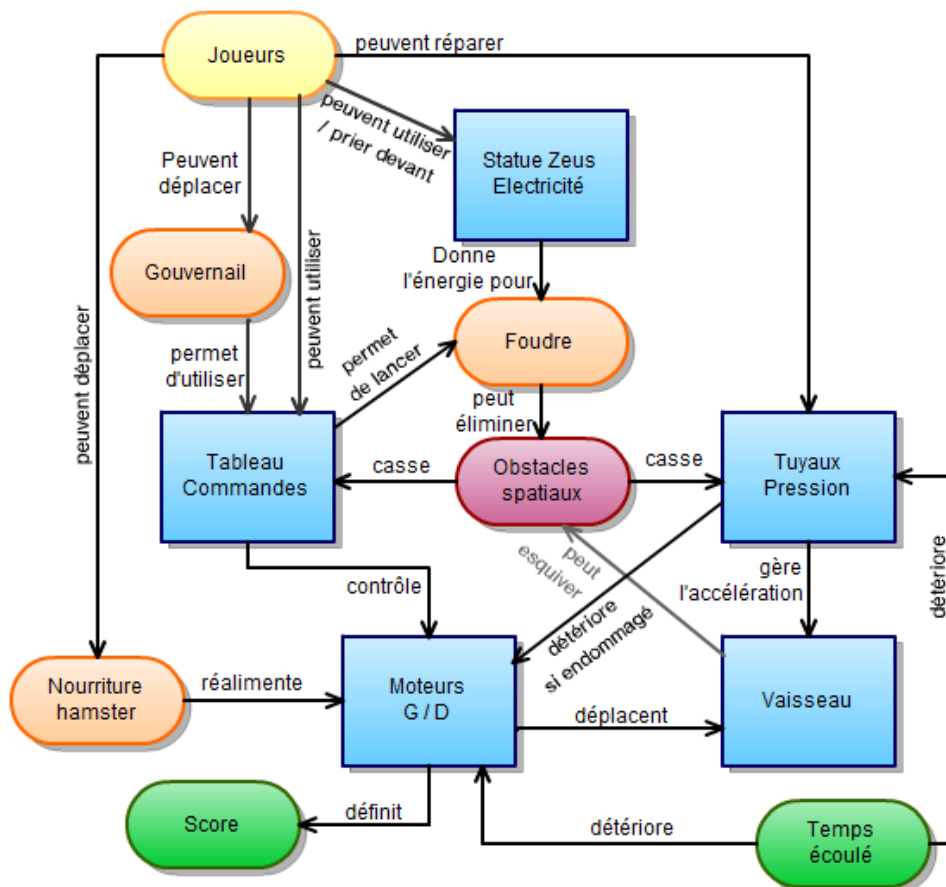 Joueurs
peuvent réparer
peuvent utiliser
/ prier devant
Statue Zeus
Electricité
Peuvent
déplacer
Gouvernail
peuvent utiliser
Donne
l'énergie pour
peuvent déplacer
permet
d'utiliser
permet
de lancer
Foudre
peut
éliminer
Tableau
Commandes
casse
Obstacles
spatiaux
casse
Tuyaux
Pression
peut
esquiver
gère
l'accélération
détériore
contrôle
détériore
si endommagé
Nourriture
hamster
réalimente
Moteurs
G / D
déplacent
Vaisseau
Score
définit
détériore
Temps
écoulé